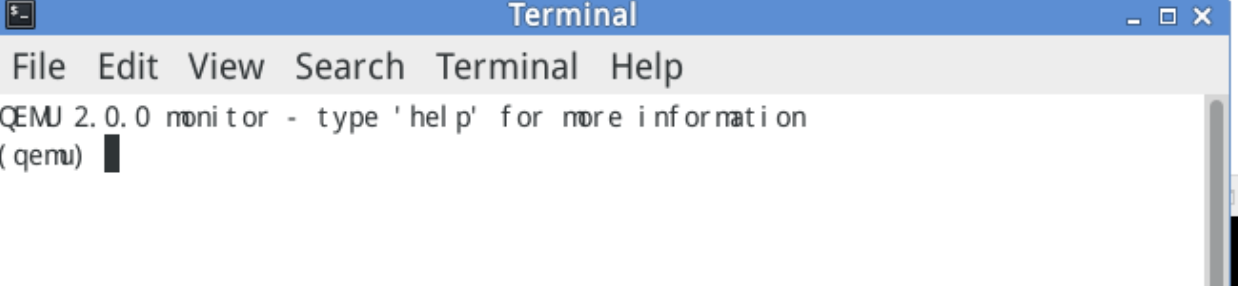 Terminal
File Edit View Search Terminal Help
QEMU 2.0.0 monitor - type 'help' for more information
(qemu)